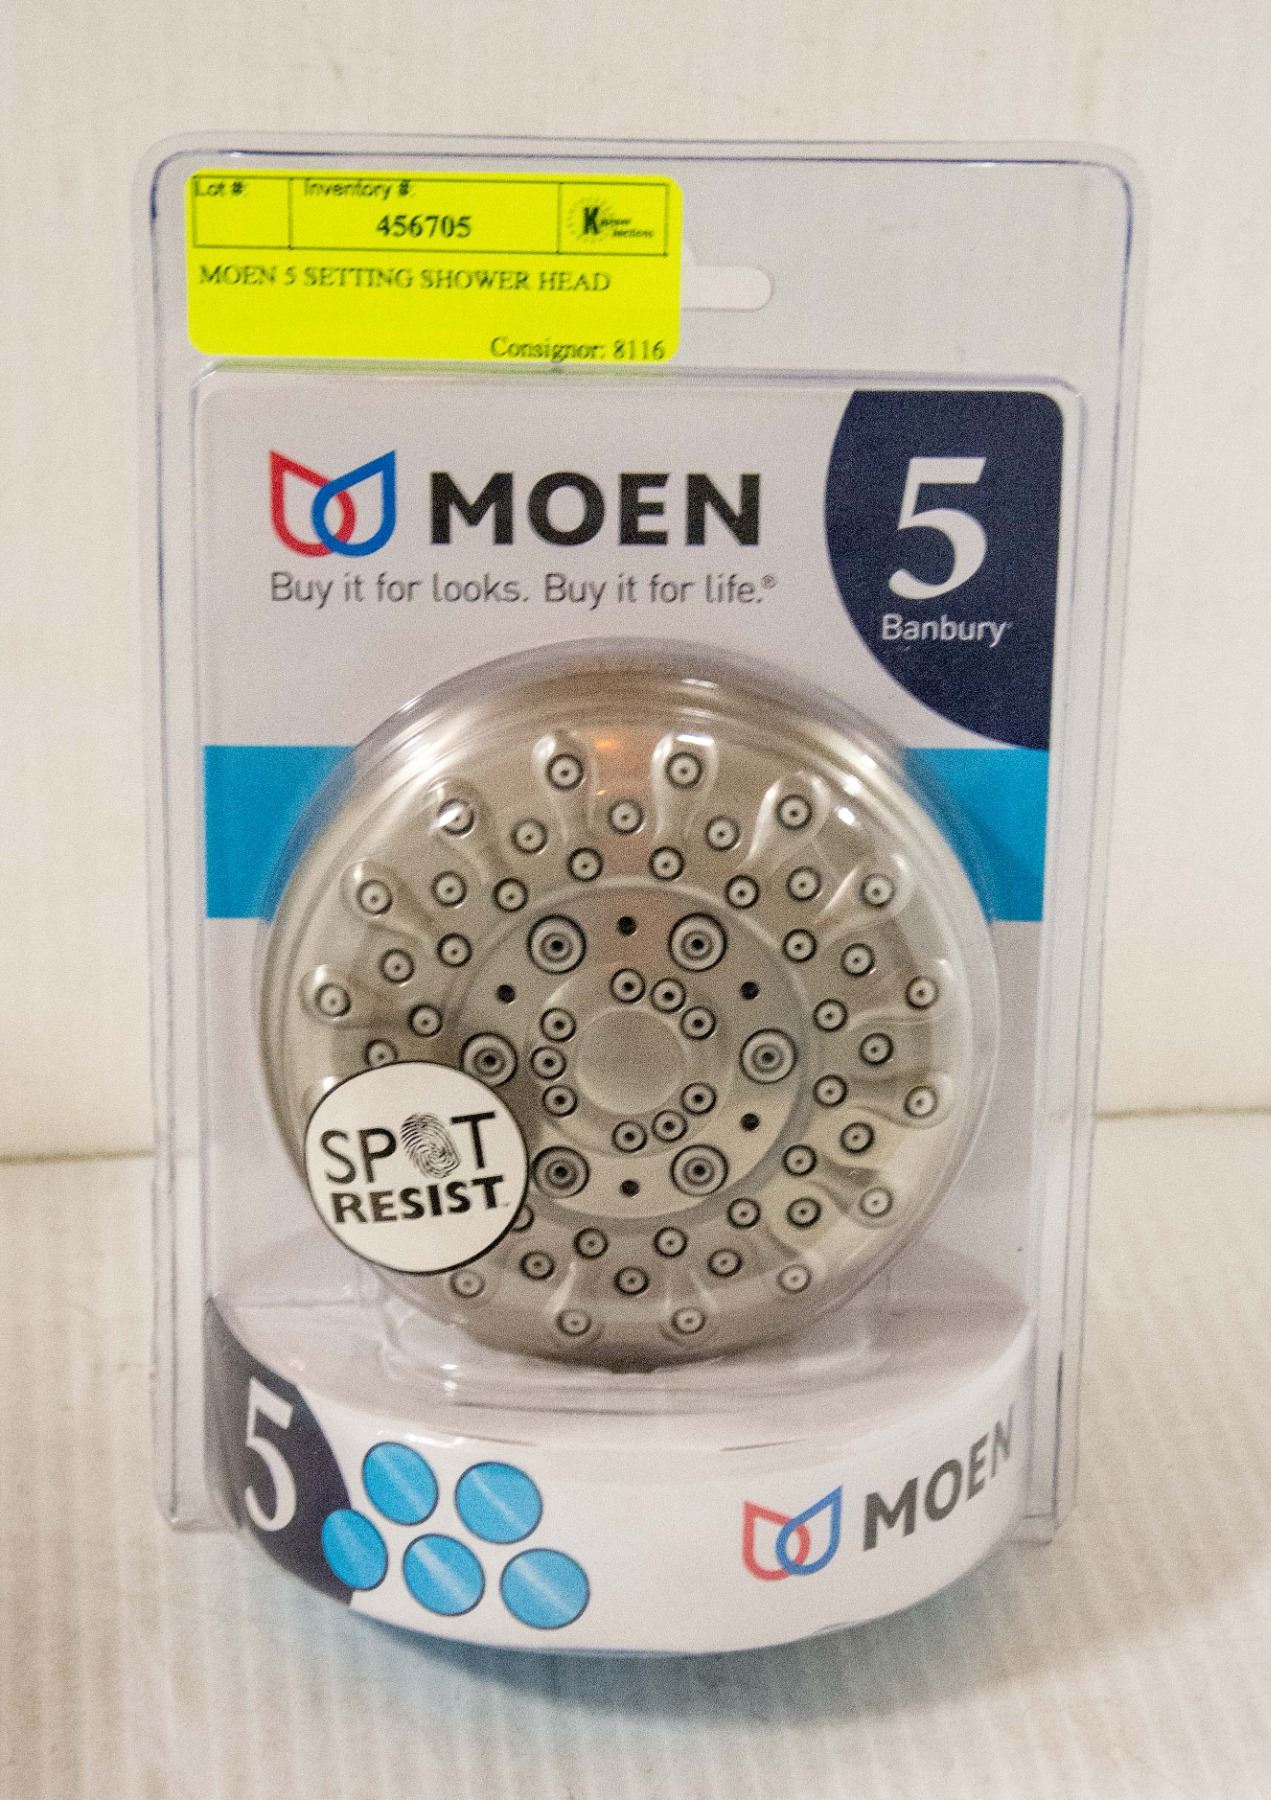 Lot #:
Inventory #:
456705
MOEN 5 SETTING SHOWER HEAD
Consignor: 8116
MOEN
Buy it for looks. Buy it for life.®
5
Banbury
SPOT
RESIST
5
MOEN